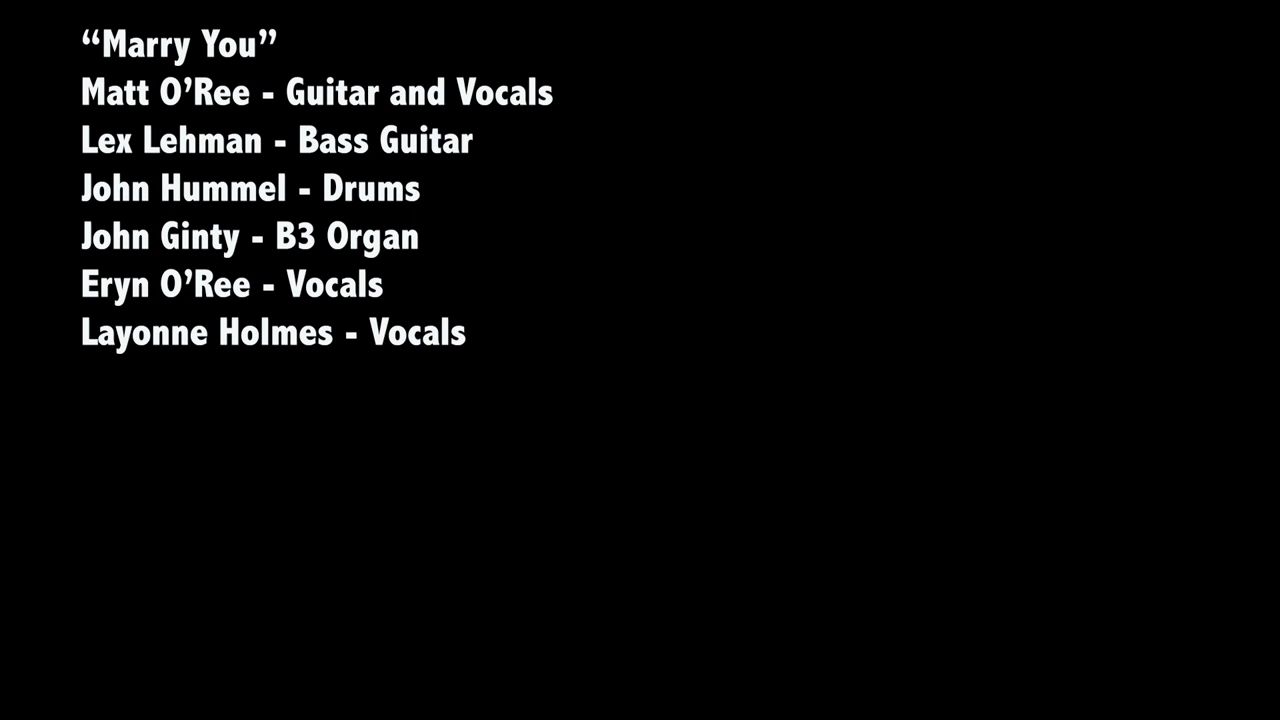 “Marry You”
Matt O’Ree - Guitar and Vocals
Lex Lehman - Bass Guitar
John Hummel - Drums
John Ginty - B3 Organ
Eryn O’Ree - Vocals
Layonne Holmes - Vocals